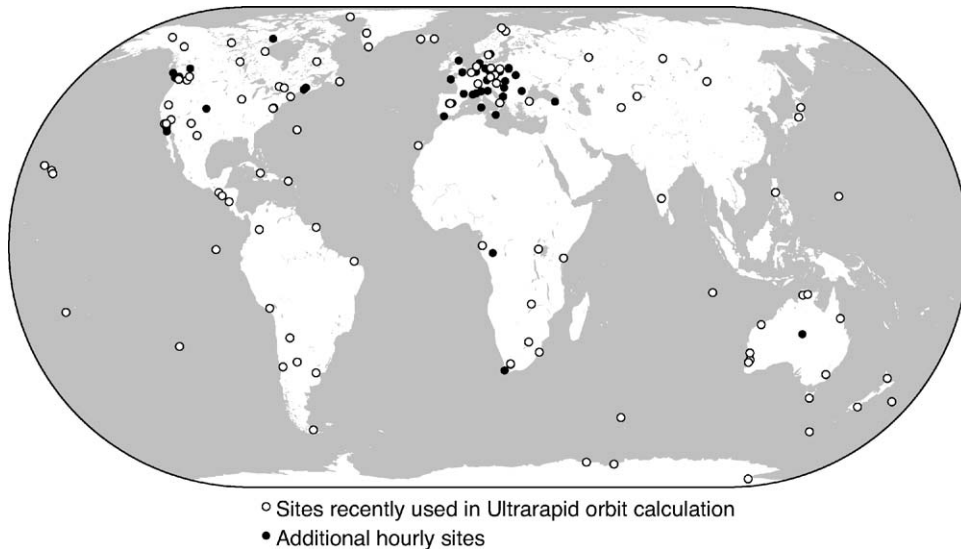 Sites recently used in Ultrarapid orbit calculation
Additional hourly sites